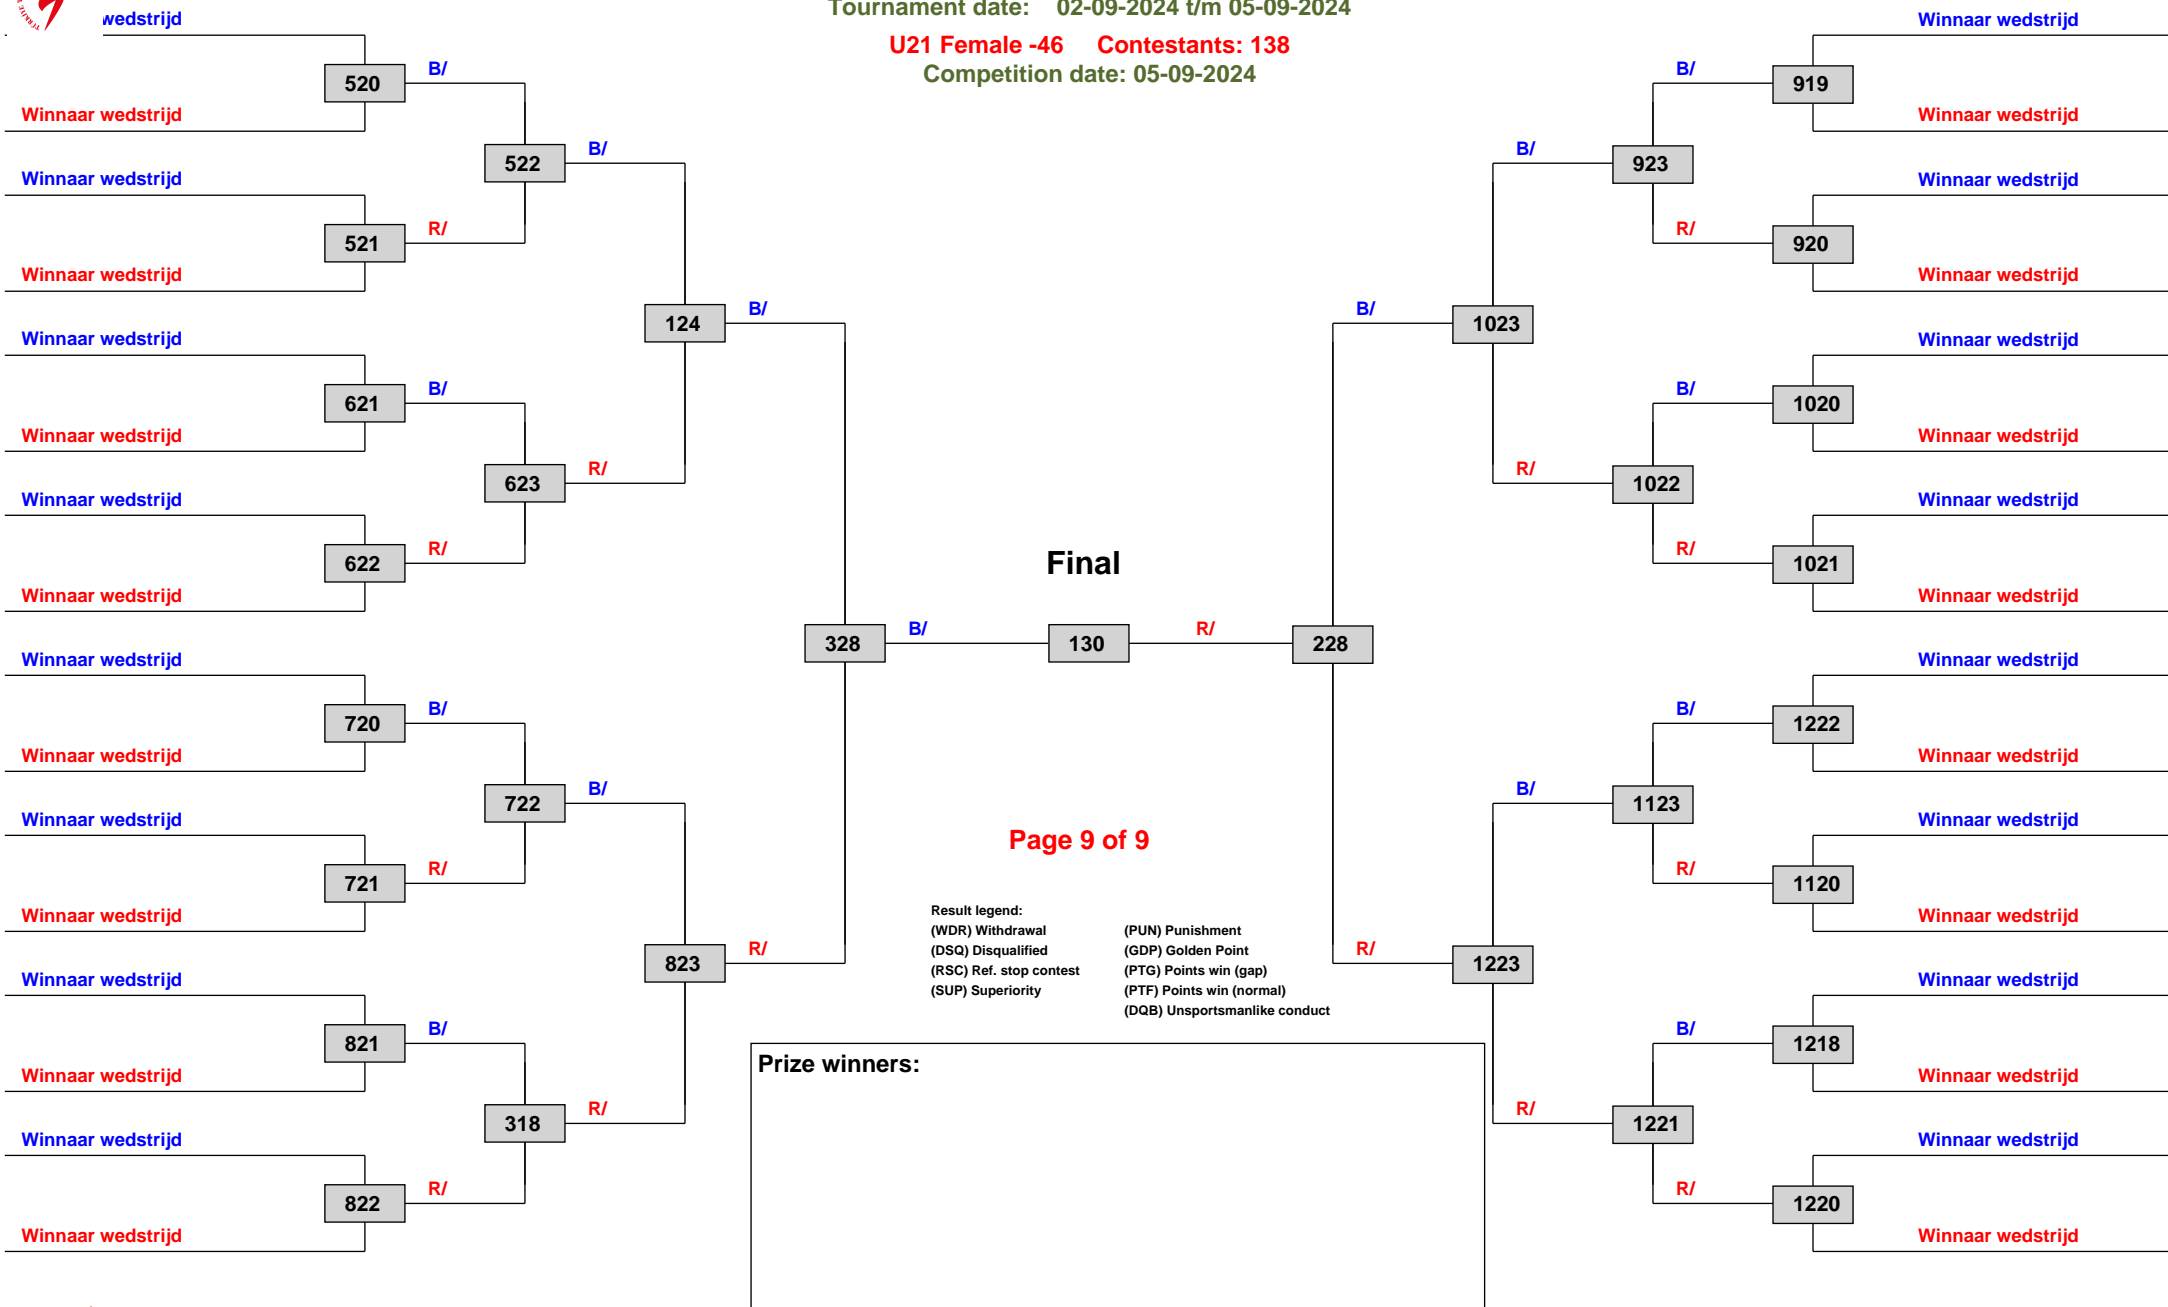 Tournament date: 02-09-2024 t/m 05-09-2024
U21 Female -46 Contestants: 138
Competition date: 05-09-2024
wedstrijd
520
B/
Winnaar wedstrijd
522
B/
Winnaar wedstrijd
521
R/
Winnaar wedstrijd
124
B/
Winnaar wedstrijd
621
B/
Winnaar wedstrijd
623
R/
Winnaar wedstrijd
622
R/
Winnaar wedstrijd
328
B/
Winnaar wedstrijd
720
B/
Winnaar wedstrijd
722
B/
Winnaar wedstrijd
721
R/
Winnaar wedstrijd
823
R/
Winnaar wedstrijd
821
B/
Winnaar wedstrijd
318
R/
Winnaar wedstrijd
822
R/
Winnaar wedstrijd
Final
130
Page 9 of 9
Result legend:
(WDR) Withdrawal
(DSQ) Disqualified
(RSC) Ref. stop contest
(SUP) Superiority
(PUN) Punishment
(GDP) Golden Point
(PTG) Points win (gap)
(PTF) Points win (normal)
(DQB) Unsportsmanlike conduct
Prize winners:
R/
228
Winnaar wedstrijd
B/
919
Winnaar wedstrijd
B/
923
Winnaar wedstrijd
R/
920
Winnaar wedstrijd
B/
1023
Winnaar wedstrijd
B/
1020
Winnaar wedstrijd
R/
1022
Winnaar wedstrijd
R/
1021
Winnaar wedstrijd
Winnaar wedstrijd
B/
1222
Winnaar wedstrijd
B/
1123
Winnaar wedstrijd
R/
1120
Winnaar wedstrijd
R/
1223
Winnaar wedstrijd
B/
1218
Winnaar wedstrijd
R/
1221
Winnaar wedstrijd
R/
1220
Winnaar wedstrijd